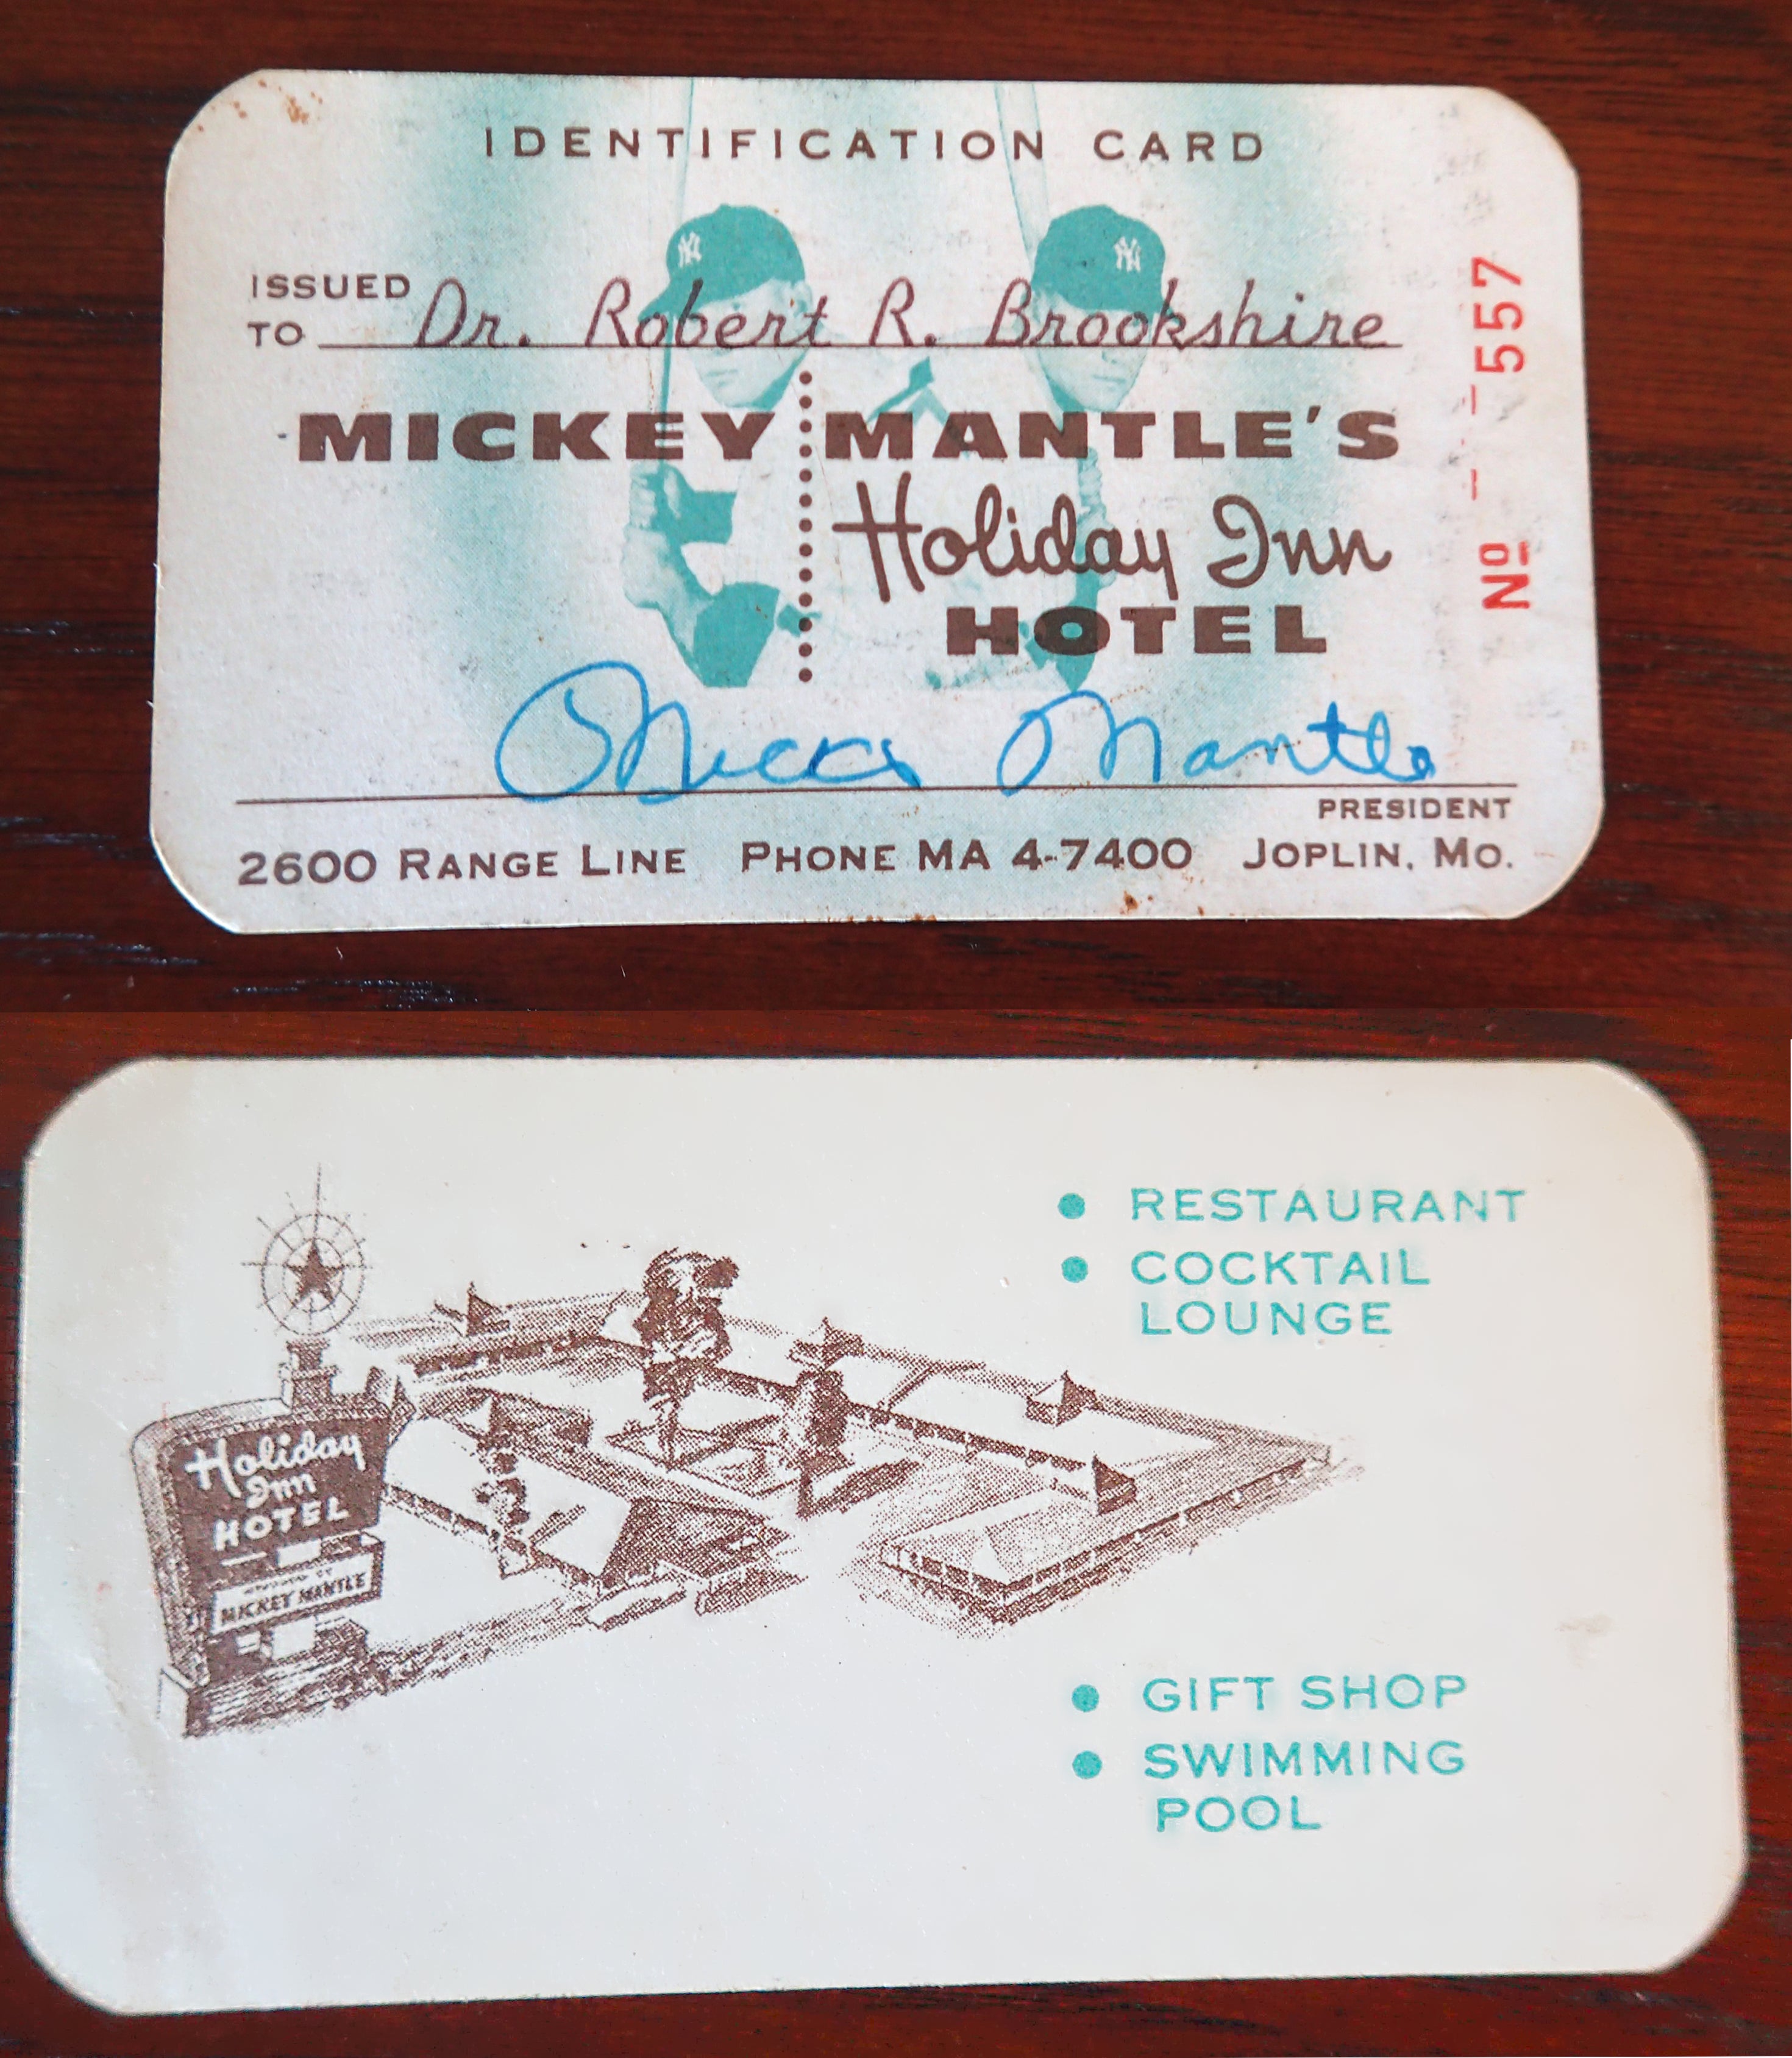 IDENTIFICATION CARD
NY NY
ISSUED
TO Dr. Robert R. Brookshire
MICKEY MANTLE'S
Holiday Inn
HOTEL
Mickey Mantle
PRESIDENT
2600 RANGE LINE PHONE MA 4-7400 JOPLIN, MO.
Nº - - 557
RESTAURANT
COCKTAIL
LOUNGE
Holiday
Inn
HOTEL
MICKEY MANTLE
GIFT SHOP
SWIMMING
POOL